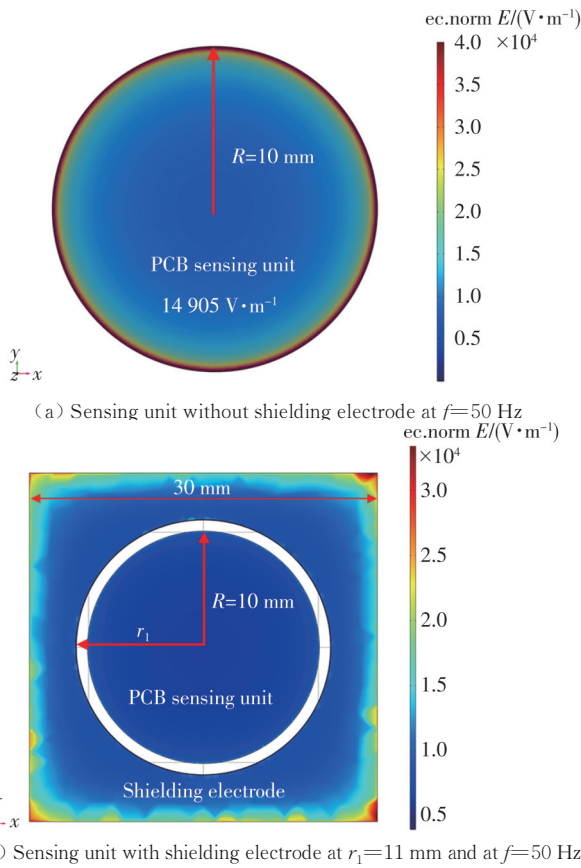 ec.norm E/(V·m⁻¹)
4.0 ×10⁴
3.5
3.0
2.5
2.0
1.5
1.0
0.5
R=10 mm
PCB sensing unit
14 905 V·m⁻¹
y
z x
(a) Sensing unit without shielding electrode at f=50 Hz
ec.norm E/(V·m⁻¹)
×10⁴
3.0
2.5
2.0
1.5
1.0
0.5
30 mm
R=10 mm
r₁
PCB sensing unit
Shielding electrode
x
) Sensing unit with shielding electrode at r₁=11 mm and at f=50 Hz